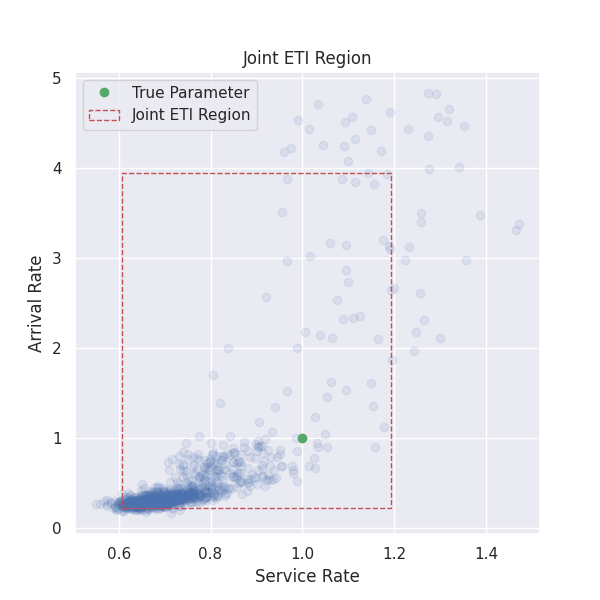 Joint ETI Region
True Parameter
Joint ETI Region
Arrival Rate
5
4
3
2
1
0
0.6 0.8 1.0 1.2 1.4
Service Rate